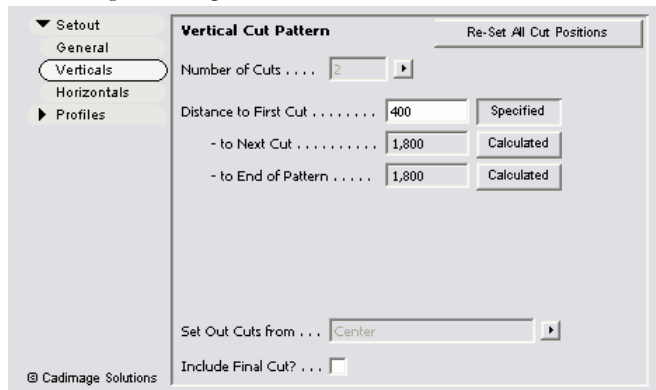 Setout
General
Verticals
Horizontals
Profiles
© Cadimage Solutions
Vertical Cut Pattern
Re-Set All Cut Positions
Number of Cuts . . . . 2
Distance to First Cut . . . . . . . . 400 Specified
- to Next Cut . . . . . . . . . . 1,800 Calculated
- to End of Pattern . . . . . 1,800 Calculated
Set Out Cuts from . . . Center
Include Final Cut? . . .